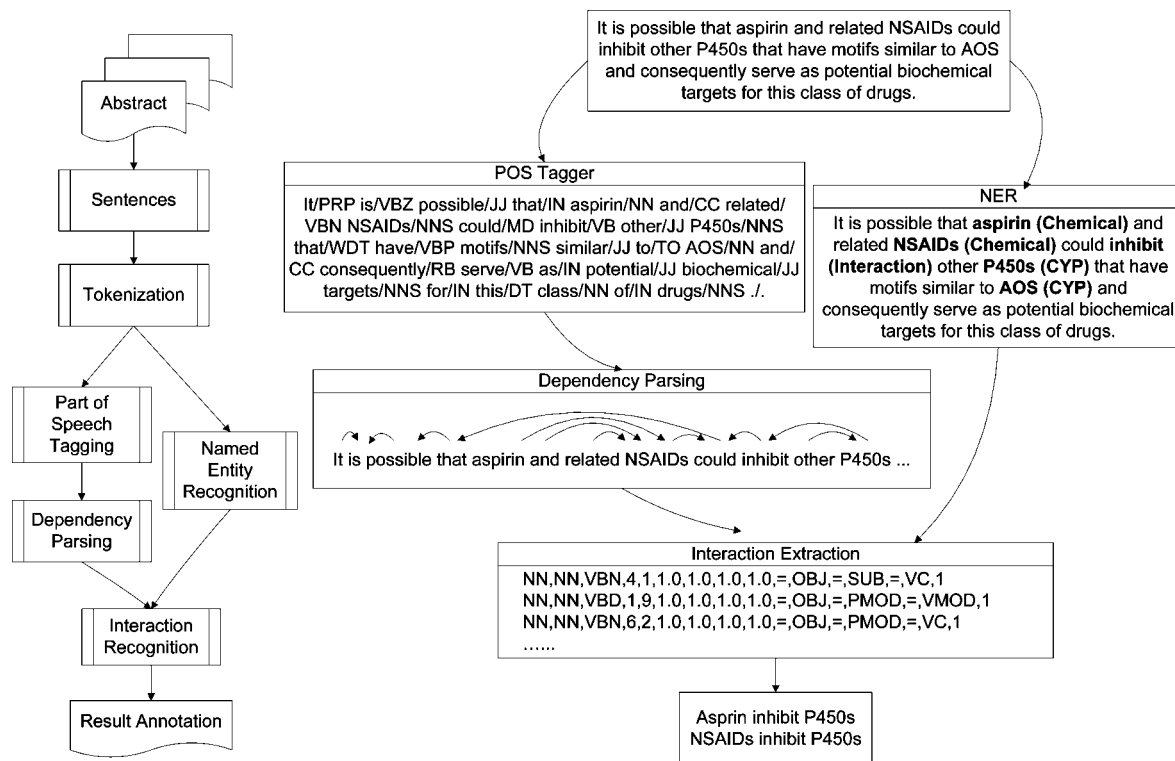 Abstract
Sentences
Tokenization
Part of
Speech
Tagging
Named
Entity
Recognition
Dependency
Parsing
Interaction
Recognition
Result Annotation
It is possible that aspirin and related NSAIDs could
inhibit other P450s that have motifs similar to AOS
and consequently serve as potential biochemical
targets for this class of drugs.
POS Tagger
It/PRP is/VBZ possible/JJ that/IN aspirin/NN and/CC related/
VBN NSAIDs/NNS could/MD inhibit/VB other/JJ P450s/NNS
that/WDT have/VBP motifs/NNS similar/JJ to/TO AOS/NN and/
CC consequently/RB serve/VB as/IN potential/JJ biochemical/JJ
targets/NNS for/IN this/DT class/NN of/IN drugs/NNS ./.
NER
It is possible that aspirin (Chemical) and
related NSAIDs (Chemical) could inhibit
(Interaction) other P450s (CYP) that have
motifs similar to AOS (CYP) and
consequently serve as potential biochemical
targets for this class of drugs.
Dependency Parsing
It is possible that aspirin and related NSAIDs could inhibit other P450s ...
Interaction Extraction
NN,NN,VBN,4,1,1.0,1.0,1.0,1.0,=,OBJ,=,SUB,=,VC,1
NN,NN,VBD,1,9,1.0,1.0,1.0,1.0,=,OBJ,=,PMOD,=,VMOD,1
NN,NN,VBN,6,2,1.0,1.0,1.0,1.0,=,OBJ,=,PMOD,=,VC,1
......
Asprin inhibit P450s
NSAIDs inhibit P450s